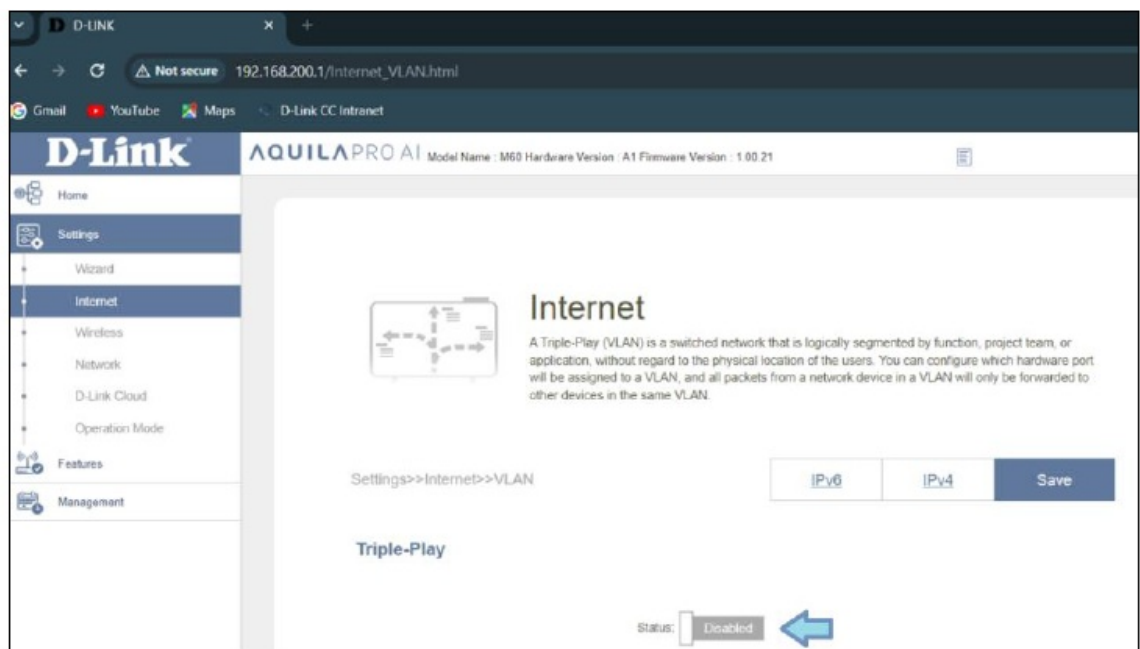 D-LINK
Not secure 192.168.200.1/Internet_VLAN.html
Gmail YouTube Maps D-Link CC Intranet
D-Link
AQUILA PRO AI Model Name : M60 Hardware Version : A1 Firmware Version : 1.00.21
Home
Settings
Wizard
Internet
Wireless
Network
D-Link Cloud
Operation Mode
Features
Management
Internet
A Triple-Play (VLAN) is a switched network that is logically segmented by function, project team, or
application, without regard to the physical location of the users. You can configure which hardware port
will be assigned to a VLAN, and all packets from a network device in a VLAN will only be forwarded to
other devices in the same VLAN.
Settings>>Internet>>VLAN
IPv6 IPv4 Save
Triple-Play
Status: Disabled